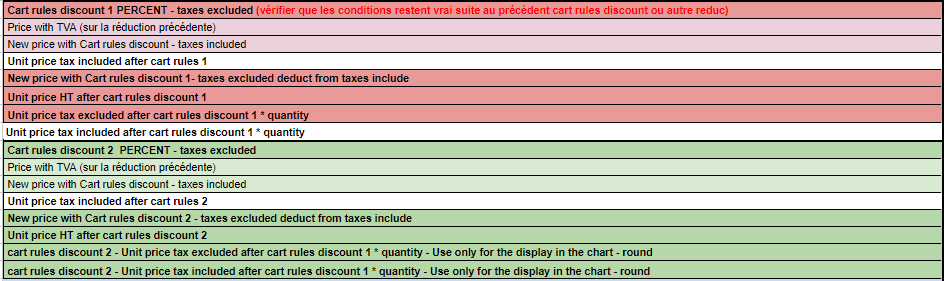 Cart rules discount 1 PERCENT - taxes excluded (vérifier que les conditions restent vrai suite au précédent cart rules discount ou autre reduc)
Price with TVA (sur la réduction précédente)
New price with Cart rules discount - taxes included
Unit price tax included after cart rules 1
New price with Cart rules discount 1- taxes excluded deduct from taxes include
Unit price HT after cart rules discount 1
Unit price tax excluded after cart rules discount 1 * quantity
Unit price tax included after cart rules discount 1 * quantity
Cart rules discount 2 PERCENT - taxes excluded
Price with TVA (sur la réduction précédente)
New price with Cart rules discount - taxes included
Unit price tax included after cart rules 2
New price with Cart rules discount 2 - taxes excluded deduct from taxes include
Unit price HT after cart rules discount 2
cart rules discount 2 - Unit price tax excluded after cart rules discount 1 * quantity - Use only for the display in the chart - round
cart rules discount 2 - Unit price tax included after cart rules discount 1 * quantity - Use only for the display in the chart - round